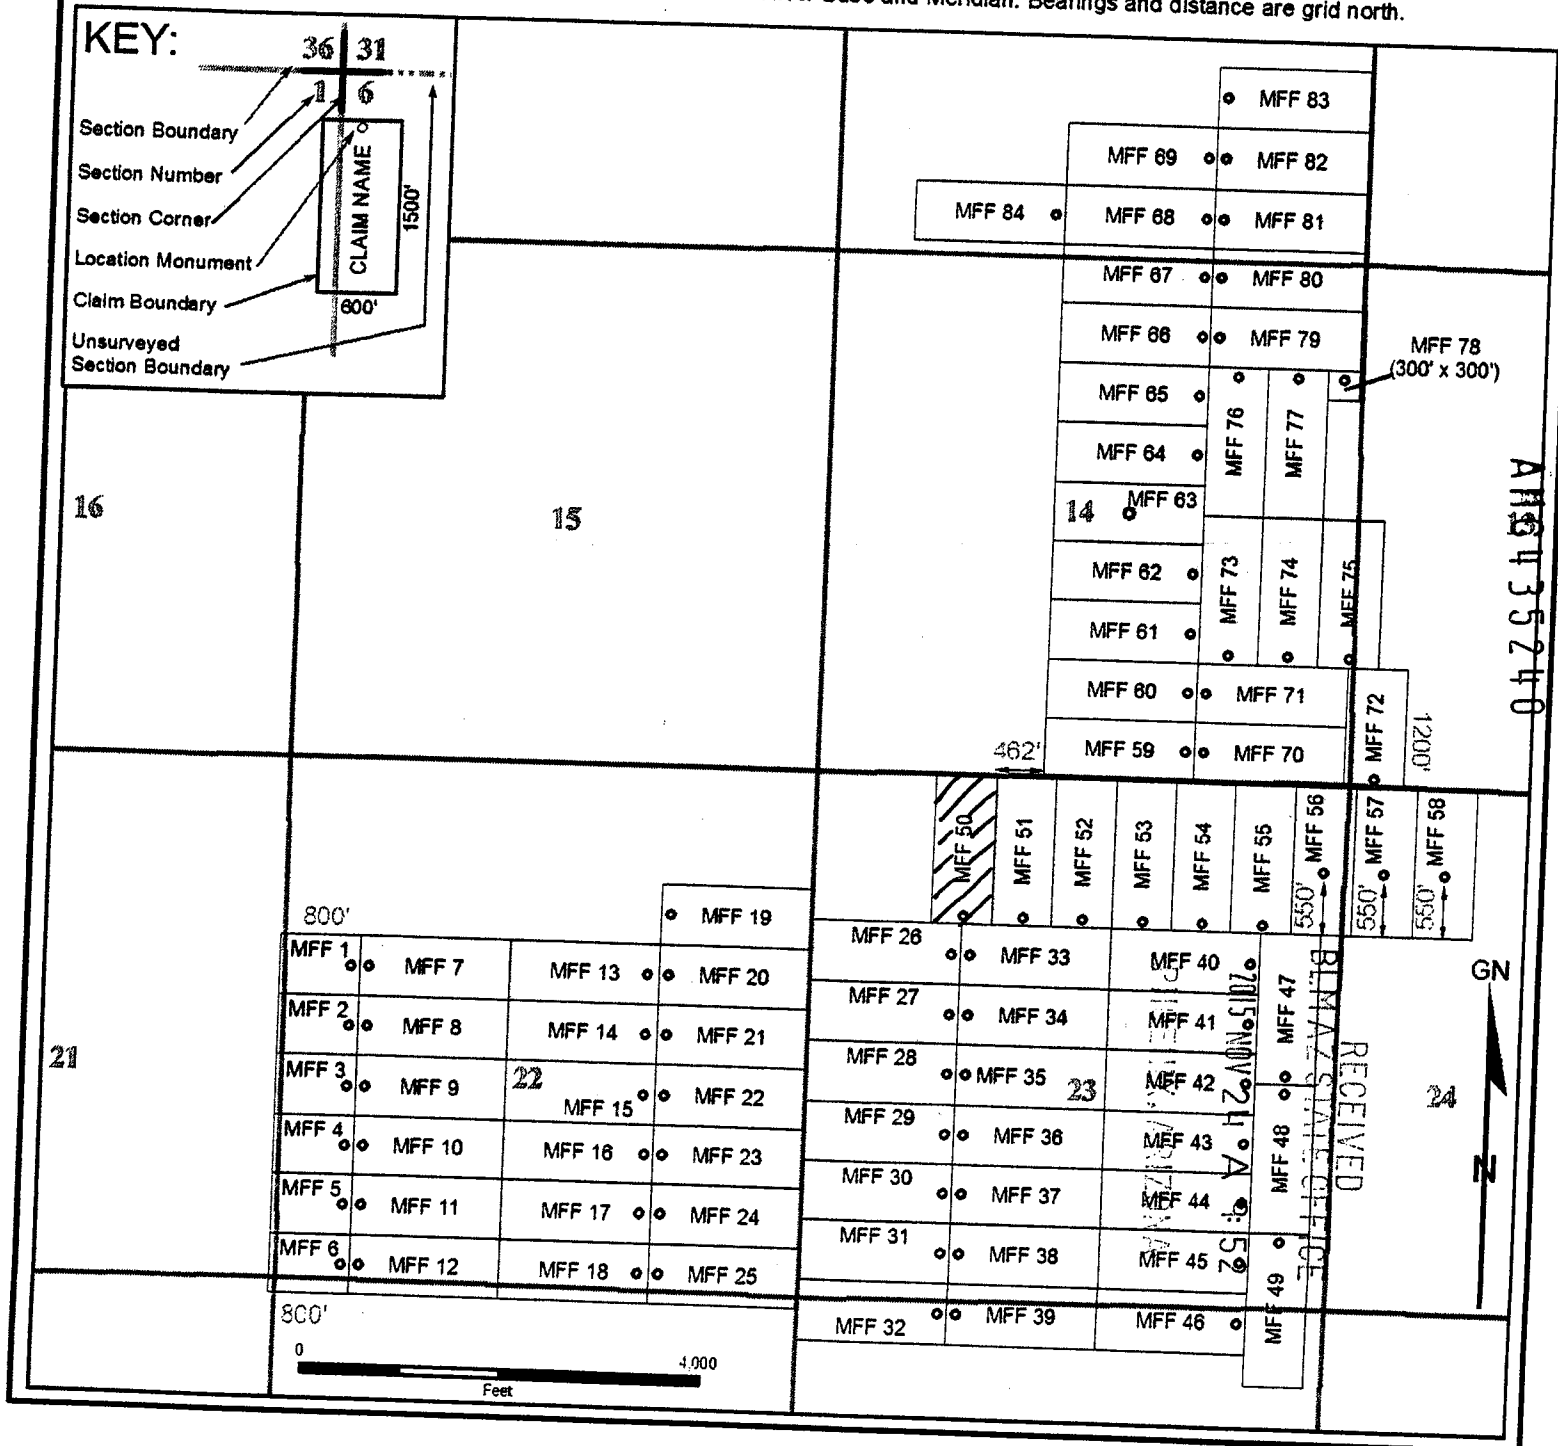 Base and Meridian. Bearings and distance are grid north.
KEY:
36 31
1 6
Section Boundary
Section Number
Section Corner
Location Monument
Claim Boundary
Unsurveyed
Section Boundary
CLAIM NAME
1500'
600'
MFF 83
MFF 69 MFF 82
MFF 84 MFF 68 MFF 81
MFF 67 MFF 80
MFF 66 MFF 79
MFF 78
(300' x 300')
MFF 65
MFF 76
MFF 77
MFF 64
16
15
14
MFF 63
MFF 62
MFF 73
MFF 74
MFF 75
MFF 61
MFF 60 MFF 71
MFF 72
1200'
462'
MFF 59 MFF 70
MFF 50
MFF 51
MFF 52
MFF 53
MFF 54
MFF 55
MFF 56
MFF 57
MFF 58
550'
550'
550'
800'
MFF 19
MFF 1 MFF 7 MFF 13 MFF 20
MFF 2 MFF 8 MFF 14 MFF 21
21
MFF 3 MFF 9 22 MFF 15 MFF 22
MFF 4 MFF 10 MFF 16 MFF 23
MFF 5 MFF 11 MFF 17 MFF 24
MFF 6 MFF 12 MFF 18 MFF 25
MFF 26 MFF 33 MFF 40
MFF 27 MFF 34 MFF 41
MFF 28 MFF 35 23 MFF 42
MFF 29 MFF 36 MFF 43
MFF 30 MFF 37 MFF 44
MFF 31 MFF 38 MFF 45
MFF 32 MFF 39 MFF 46
MFF 47
MFF 48
MFF 49
24
GN
N
RECEIVED
BLM AZ STATE OFFICE
2015 NOV 24 A 9:52
ARIZONA
800'
0 4,000
Feet